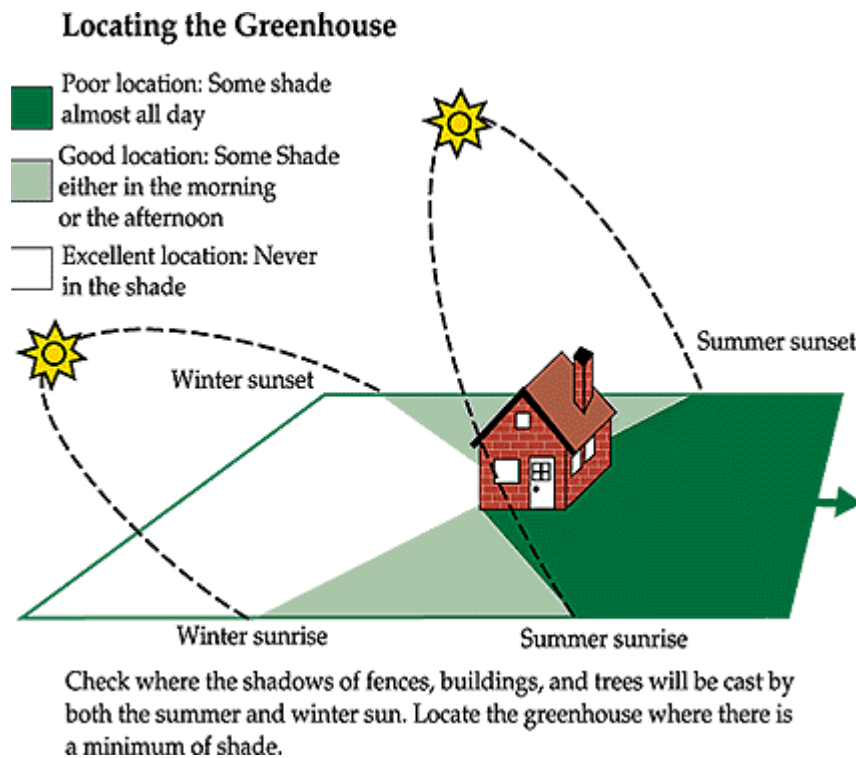 Locating the Greenhouse
Poor location: Some shade
almost all day
Good location: Some Shade
either in the morning
or the afternoon
Excellent location: Never
in the shade
Summer sunset
Winter sunset
Winter sunrise
Summer sunrise
Check where the shadows of fences, buildings, and trees will be cast by
both the summer and winter sun. Locate the greenhouse where there is
a minimum of shade.